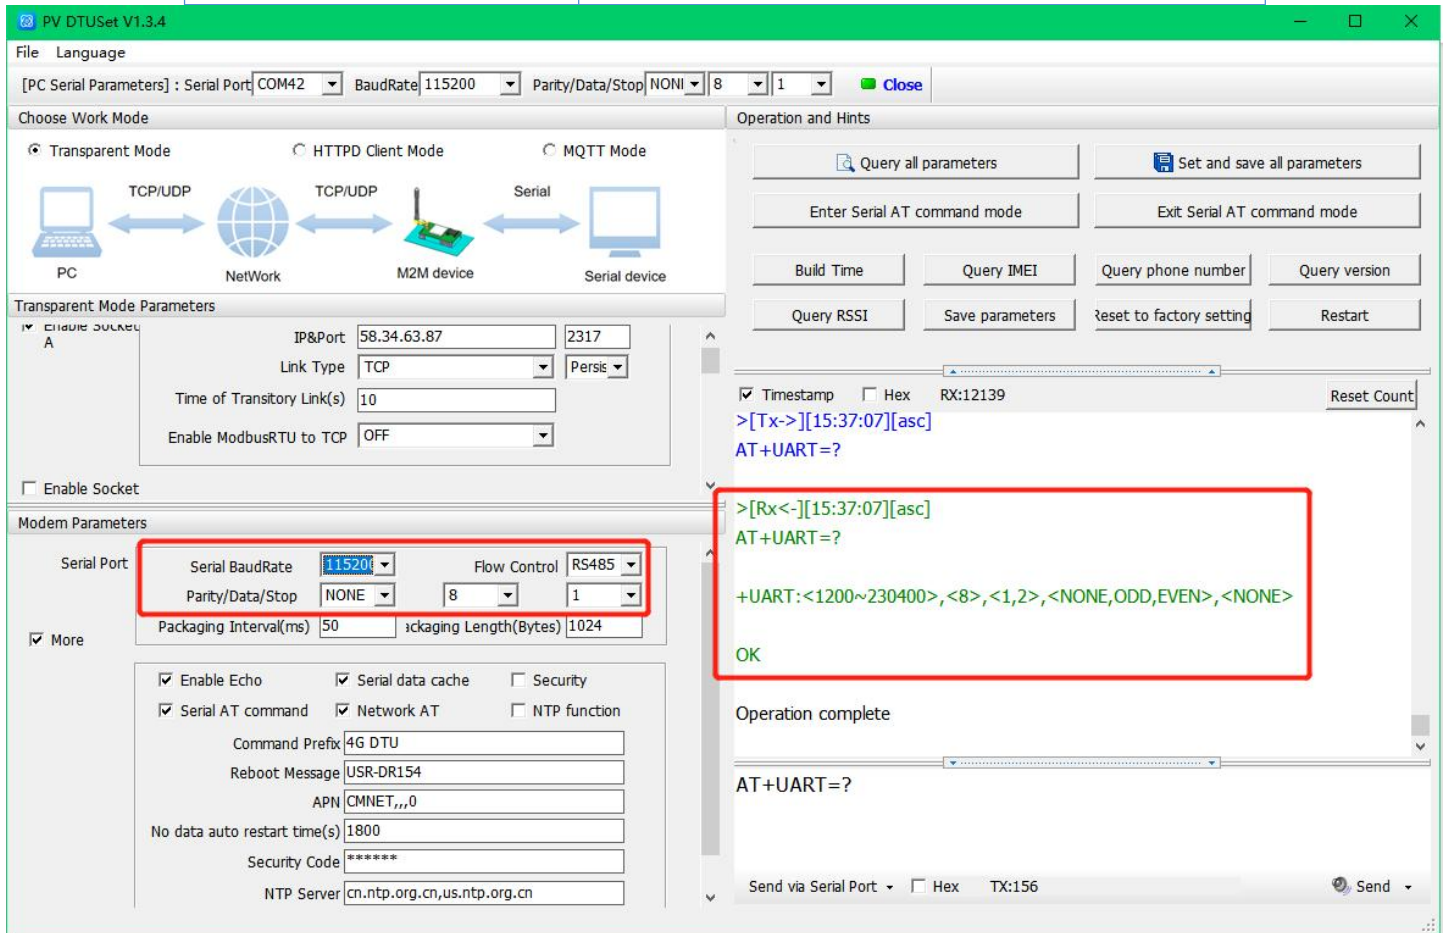 PV DTUSet V1.3.4
File Language
[PC Serial Parameters] : Serial Port COM42 BaudRate 115200 Parity/Data/Stop NONI 8 1 Close
Choose Work Mode
Transparent Mode HTTPD Client Mode MQTT Mode
TCP/UDP TCP/UDP Serial
PC NetWork M2M device Serial device
Transparent Mode Parameters
Enable Socket
A
IP&Port 58.34.63.87 2317
Link Type TCP Persis
Time of Transitory Link(s) 10
Enable ModbusRTU to TCP OFF
Enable Socket
Modem Parameters
Serial Port
Serial BaudRate 11520 Flow Control RS485
Parity/Data/Stop NONE 8 1
Packaging Interval(ms) 50 ackaging Length(Bytes) 1024
More
Enable Echo Serial data cache Security
Serial AT command Network AT NTP function
Command Prefix 4G DTU
Reboot Message USR-DR154
APN CMNET,,,0
No data auto restart time(s) 1800
Security Code ******
NTP Server cn.ntp.org.cn,us.ntp.org.cn
Operation and Hints
Query all parameters Set and save all parameters
Enter Serial AT command mode Exit Serial AT command mode
Build Time Query IMEI Query phone number Query version
Query RSSI Save parameters Reset to factory setting Restart
Timestamp Hex RX:12139 Reset Count
>[Tx->][15:37:07][asc]
AT+UART=?
>[Rx<-][15:37:07][asc]
AT+UART=?
+UART:<1200~230400>,<8>,<1,2>,<NONE,ODD,EVEN>,<NONE>
OK
Operation complete
AT+UART=?
Send via Serial Port Hex TX:156 Send